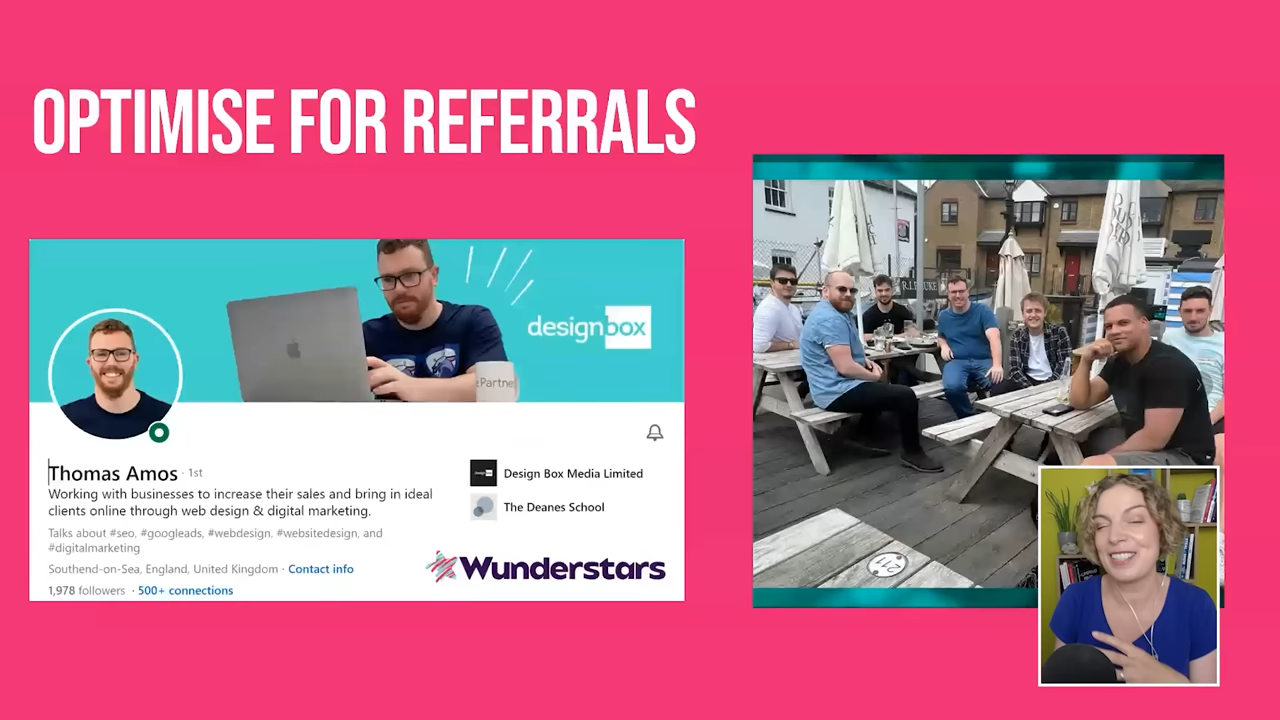 OPTIMISE FOR REFERRALS
designbox
Partner
Thomas Amos · 1st
Working with businesses to increase their sales and bring in ideal
clients online through web design & digital marketing.
Talks about #seo, #googleads, #webdesign, #websitedesign, and
#digitalmarketing
Southend-on-Sea, England, United Kingdom · Contact info
1,978 followers · 500+ connections
Design Box Media Limited
The Deanes School
Wunderstars
211